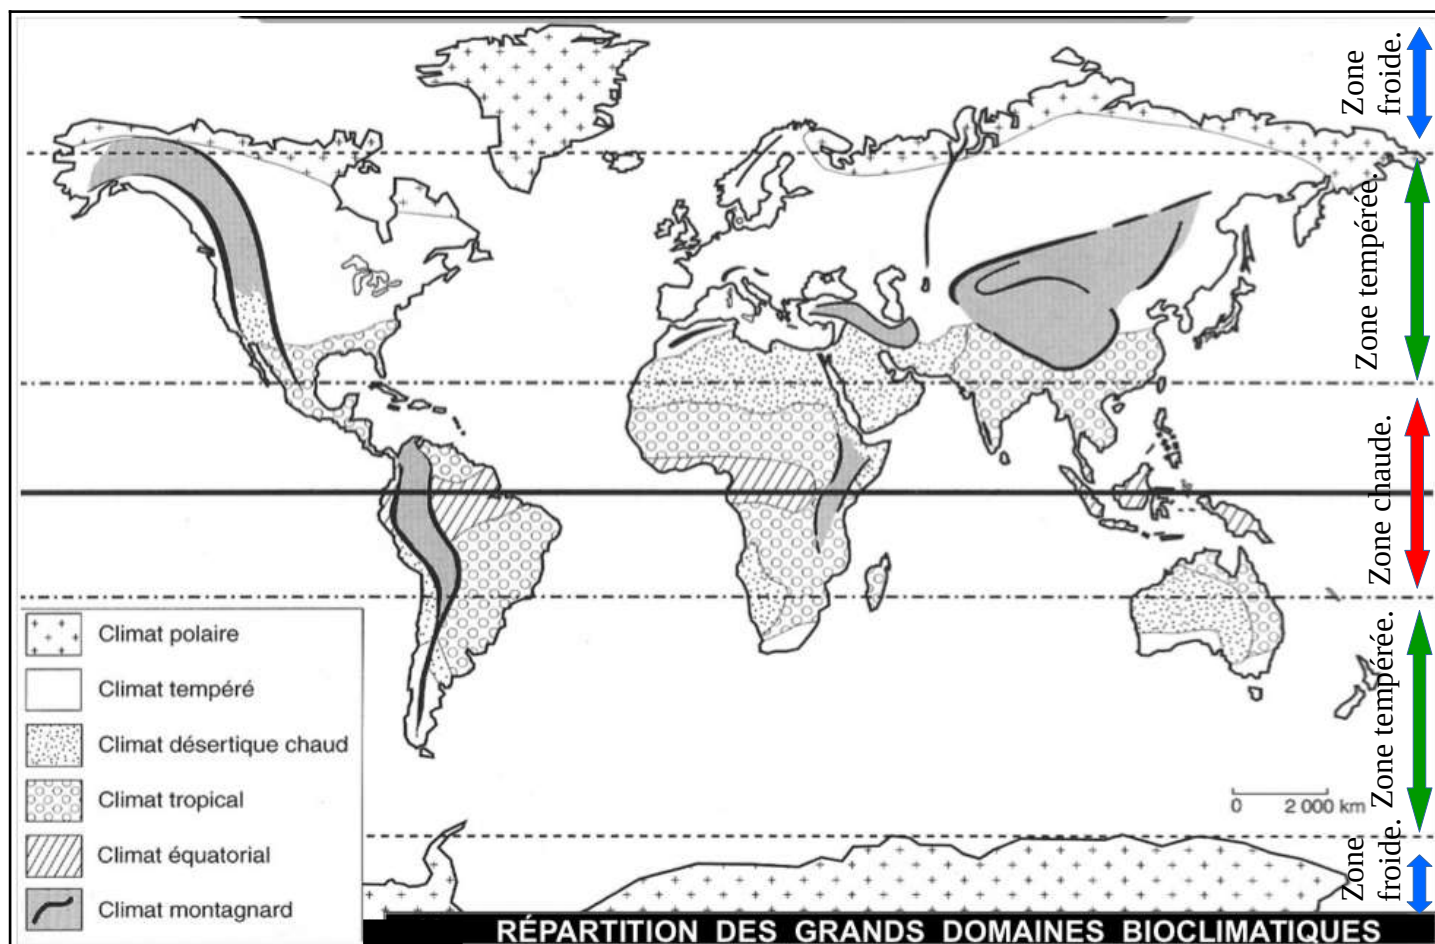 Zone
froide.
Zone tempérée.
Zone chaude.
Zone tempérée.
Zone
froide.
Climat polaire
Climat tempéré
Climat désertique chaud
Climat tropical
Climat équatorial
Climat montagnard
0 2 000 km
RÉPARTITION DES GRANDS DOMAINES BIOCLIMATIQUES